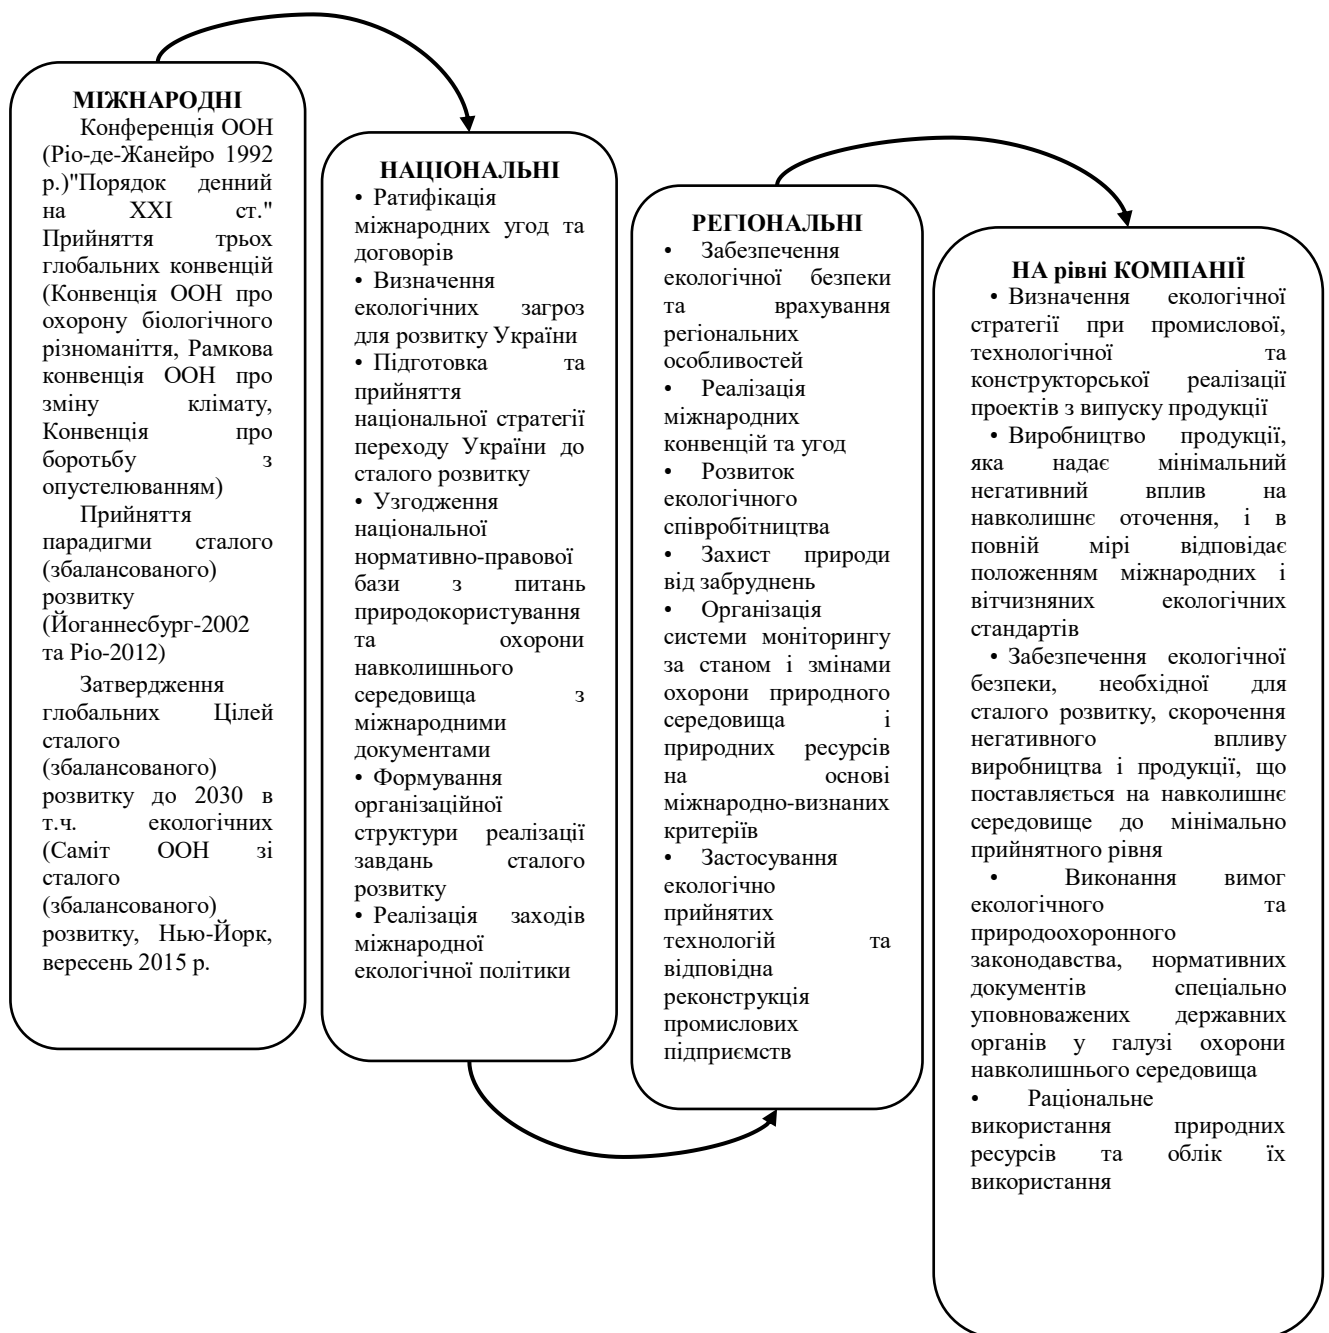 МІЖНАРОДНІ
Конференція ООН
(Ріо-де-Жанейро 1992
р.)"Порядок денний
на XXI ст."
Прийняття трьох
глобальних конвенцій
(Конвенція ООН про
охорону біологічного
різноманіття, Рамкова
конвенція ООН про
зміну клімату,
Конвенція про
боротьбу з
опустелюванням)
Прийняття
парадигми сталого
(збалансованого)
розвитку
(Йоганнесбург-2002
та Ріо-2012)
Затвердження
глобальних Цілей
сталого
(збалансованого)
розвитку до 2030 в
т.ч. екологічних
(Саміт ООН зі
сталого
(збалансованого)
розвитку, Нью-Йорк,
вересень 2015 р.
НАЦІОНАЛЬНІ
• Ратифікація
міжнародних угод та
договорів
• Визначення
екологічних загроз
для розвитку України
• Підготовка та
прийняття
національної стратегії
переходу України до
сталого розвитку
• Узгодження
національної
нормативно-правової
бази з питань
природокористування
та охорони
навколишнього
середовища з
міжнародними
документами
• Формування
організаційної
структури реалізації
завдань сталого
розвитку
• Реалізація заходів
міжнародної
екологічної політики
РЕГІОНАЛЬНІ
• Забезпечення
екологічної безпеки
та врахування
регіональних
особливостей
• Реалізація
міжнародних
конвенцій та угод
• Розвиток
екологічного
співробітництва
• Захист природи
від забруднень
• Організація
системи моніторингу
за станом і змінами
охорони природного
середовища і
природних ресурсів
на основі
міжнародно-визнаних
критеріїв
• Застосування
екологічно
прийнятих
технологій та
відповідна
реконструкція
промислових
підприємств
НА рівні КОМПАНІЇ
• Визначення екологічної
стратегії при промислової,
технологічної та
конструкторської реалізації
проектів з випуску продукції
• Виробництво продукції,
яка надає мінімальний
негативний вплив на
навколишнє оточення, і в
повній мірі відповідає
положенням міжнародних і
вітчизняних екологічних
стандартів
• Забезпечення екологічної
безпеки, необхідної для
сталого розвитку, скорочення
негативного впливу
виробництва і продукції, що
поставляється на навколишнє
середовище до мінімально
прийнятного рівня
• Виконання вимог
екологічного та
природоохоронного
законодавства, нормативних
документів спеціально
уповноважених державних
органів у галузі охорони
навколишнього середовища
• Раціональне
використання природних
ресурсів та облік їх
використання